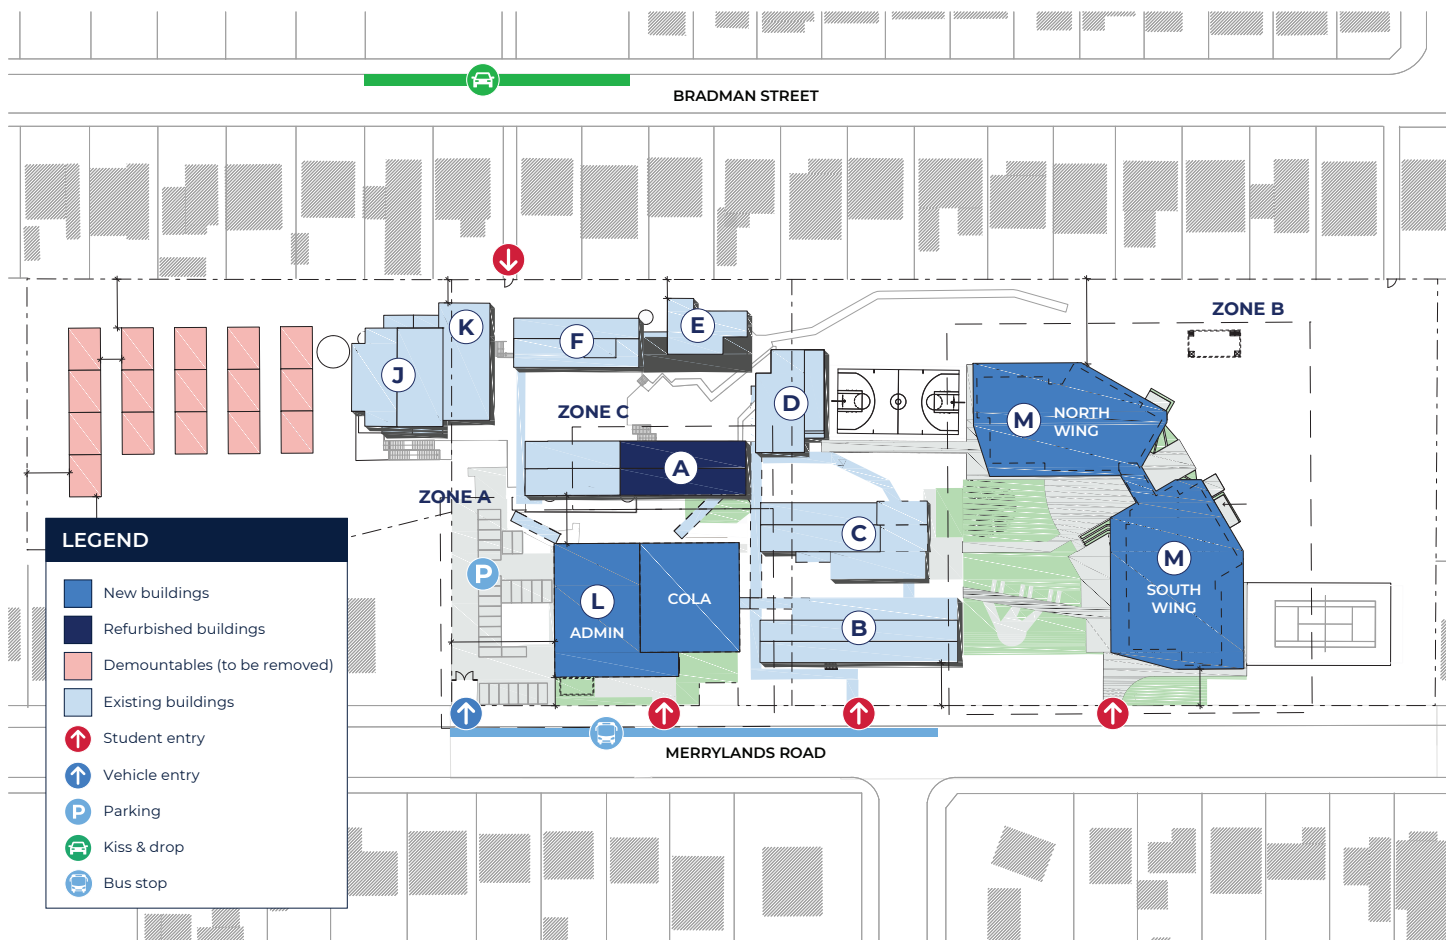 BRADMAN STREET
ZONE B
K
F
E
J
D
ZONE C
M
NORTH
WING
A
ZONE A
C
M
SOUTH
WING
P
L
ADMIN
COLA
B
MERRYLANDS ROAD
LEGEND
New buildings
Refurbished buildings
Demountables (to be removed)
Existing buildings
Student entry
Vehicle entry
P
Parking
Kiss & drop
Bus stop